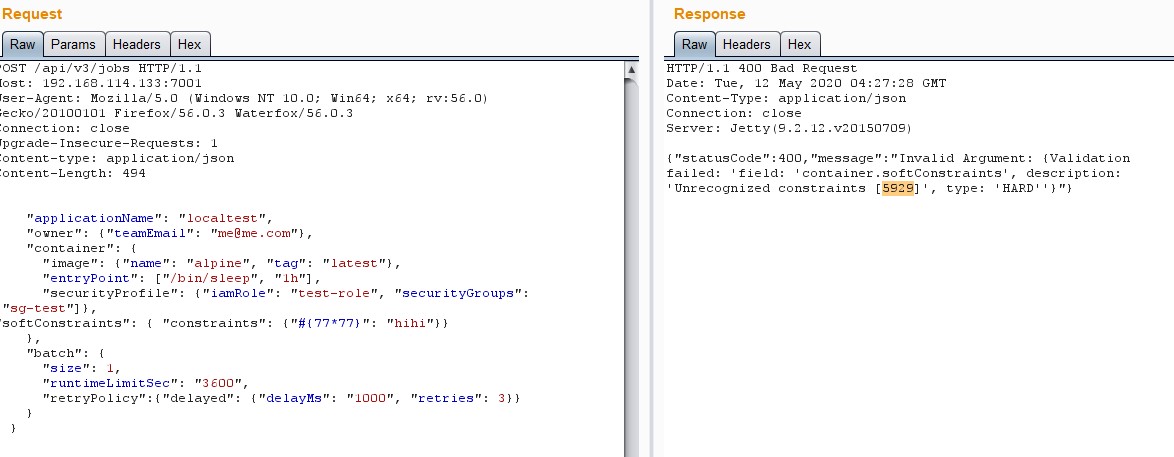 Request
Raw Params Headers Hex
POST /api/v3/jobs HTTP/1.1
Host: 192.168.114.133:7001
User-Agent: Mozilla/5.0 (Windows NT 10.0; Win64; x64; rv:56.0)
Gecko/20100101 Firefox/56.0.3 Waterfox/56.0.3
Connection: close
Upgrade-Insecure-Requests: 1
Content-type: application/json
Content-Length: 494
"applicationName": "localtest",
"owner": {"teamEmail": "me@me.com"},
"container": {
"image": {"name": "alpine", "tag": "latest"},
"entryPoint": ["/bin/sleep", "1h"],
"securityProfile": {"iamRole": "test-role", "securityGroups":
"sg-test"]},
"softConstraints": { "constraints": {"#{77*77}": "hihi"}}
},
"batch": {
"size": 1,
"runtimeLimitSec": "3600",
"retryPolicy":{"delayed": {"delayMs": "1000", "retries": 3}}
}
}
Response
Raw Headers Hex
HTTP/1.1 400 Bad Request
Date: Tue, 12 May 2020 04:27:28 GMT
Content-Type: application/json
Connection: close
Server: Jetty(9.2.12.v20150709)
{"statusCode":400,"message":"Invalid Argument: {Validation
failed: 'field: 'container.softConstraints', description:
'Unrecognized constraints [5929]', type: 'HARD''}"}